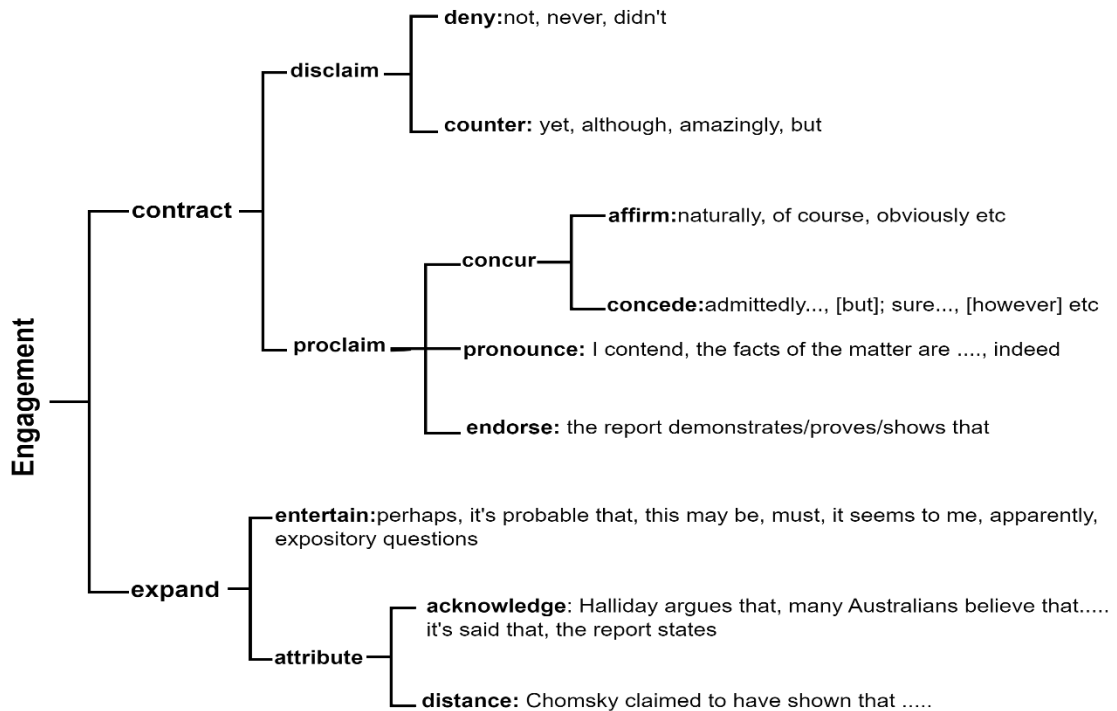 deny:not, never, didn't
disclaim
counter: yet, although, amazingly, but
contract
affirm:naturally, of course, obviously etc
concur
concede:admittedly..., [but]; sure..., [however] etc
proclaim
pronounce: I contend, the facts of the matter are ...., indeed
endorse: the report demonstrates/proves/shows that
Engagement
entertain:perhaps, it's probable that, this may be, must, it seems to me, apparently,
expository questions
expand
acknowledge: Halliday argues that, many Australians believe that.....
it's said that, the report states
attribute
distance: Chomsky claimed to have shown that .....